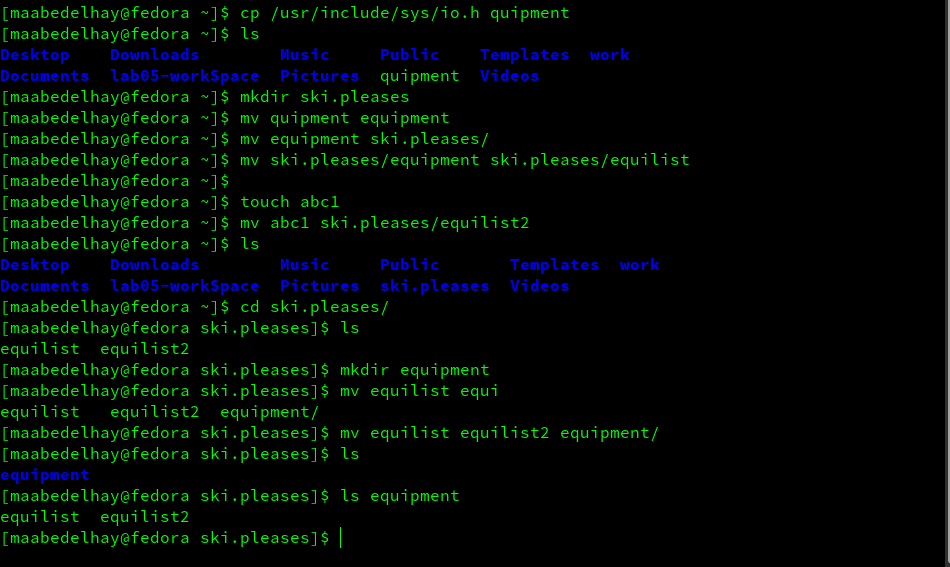 [maabedelhay@fedora ~]$ cp /usr/include/sys/io.h quipment
[maabedelhay@fedora ~]$ ls
Desktop    Downloads        Music     Public    Templates  work
Documents  lab05-workSpace  Pictures  quipment  Videos
[maabedelhay@fedora ~]$ mkdir ski.pleases
[maabedelhay@fedora ~]$ mv quipment equipment
[maabedelhay@fedora ~]$ mv equipment ski.pleases/
[maabedelhay@fedora ~]$ mv ski.pleases/equipment ski.pleases/equilist
[maabedelhay@fedora ~]$
[maabedelhay@fedora ~]$ touch abc1
[maabedelhay@fedora ~]$ mv abc1 ski.pleases/equilist2
[maabedelhay@fedora ~]$ ls
Desktop    Downloads        Music     Public       Templates  work
Documents  lab05-workSpace  Pictures  ski.pleases  Videos
[maabedelhay@fedora ~]$ cd ski.pleases/
[maabedelhay@fedora ski.pleases]$ ls
equilist  equilist2
[maabedelhay@fedora ski.pleases]$ mkdir equipment
[maabedelhay@fedora ski.pleases]$ mv equilist equi
equilist   equilist2  equipment/
[maabedelhay@fedora ski.pleases]$ mv equilist equilist2 equipment/
[maabedelhay@fedora ski.pleases]$ ls
equipment
[maabedelhay@fedora ski.pleases]$ ls equipment
equilist  equilist2
[maabedelhay@fedora ski.pleases]$